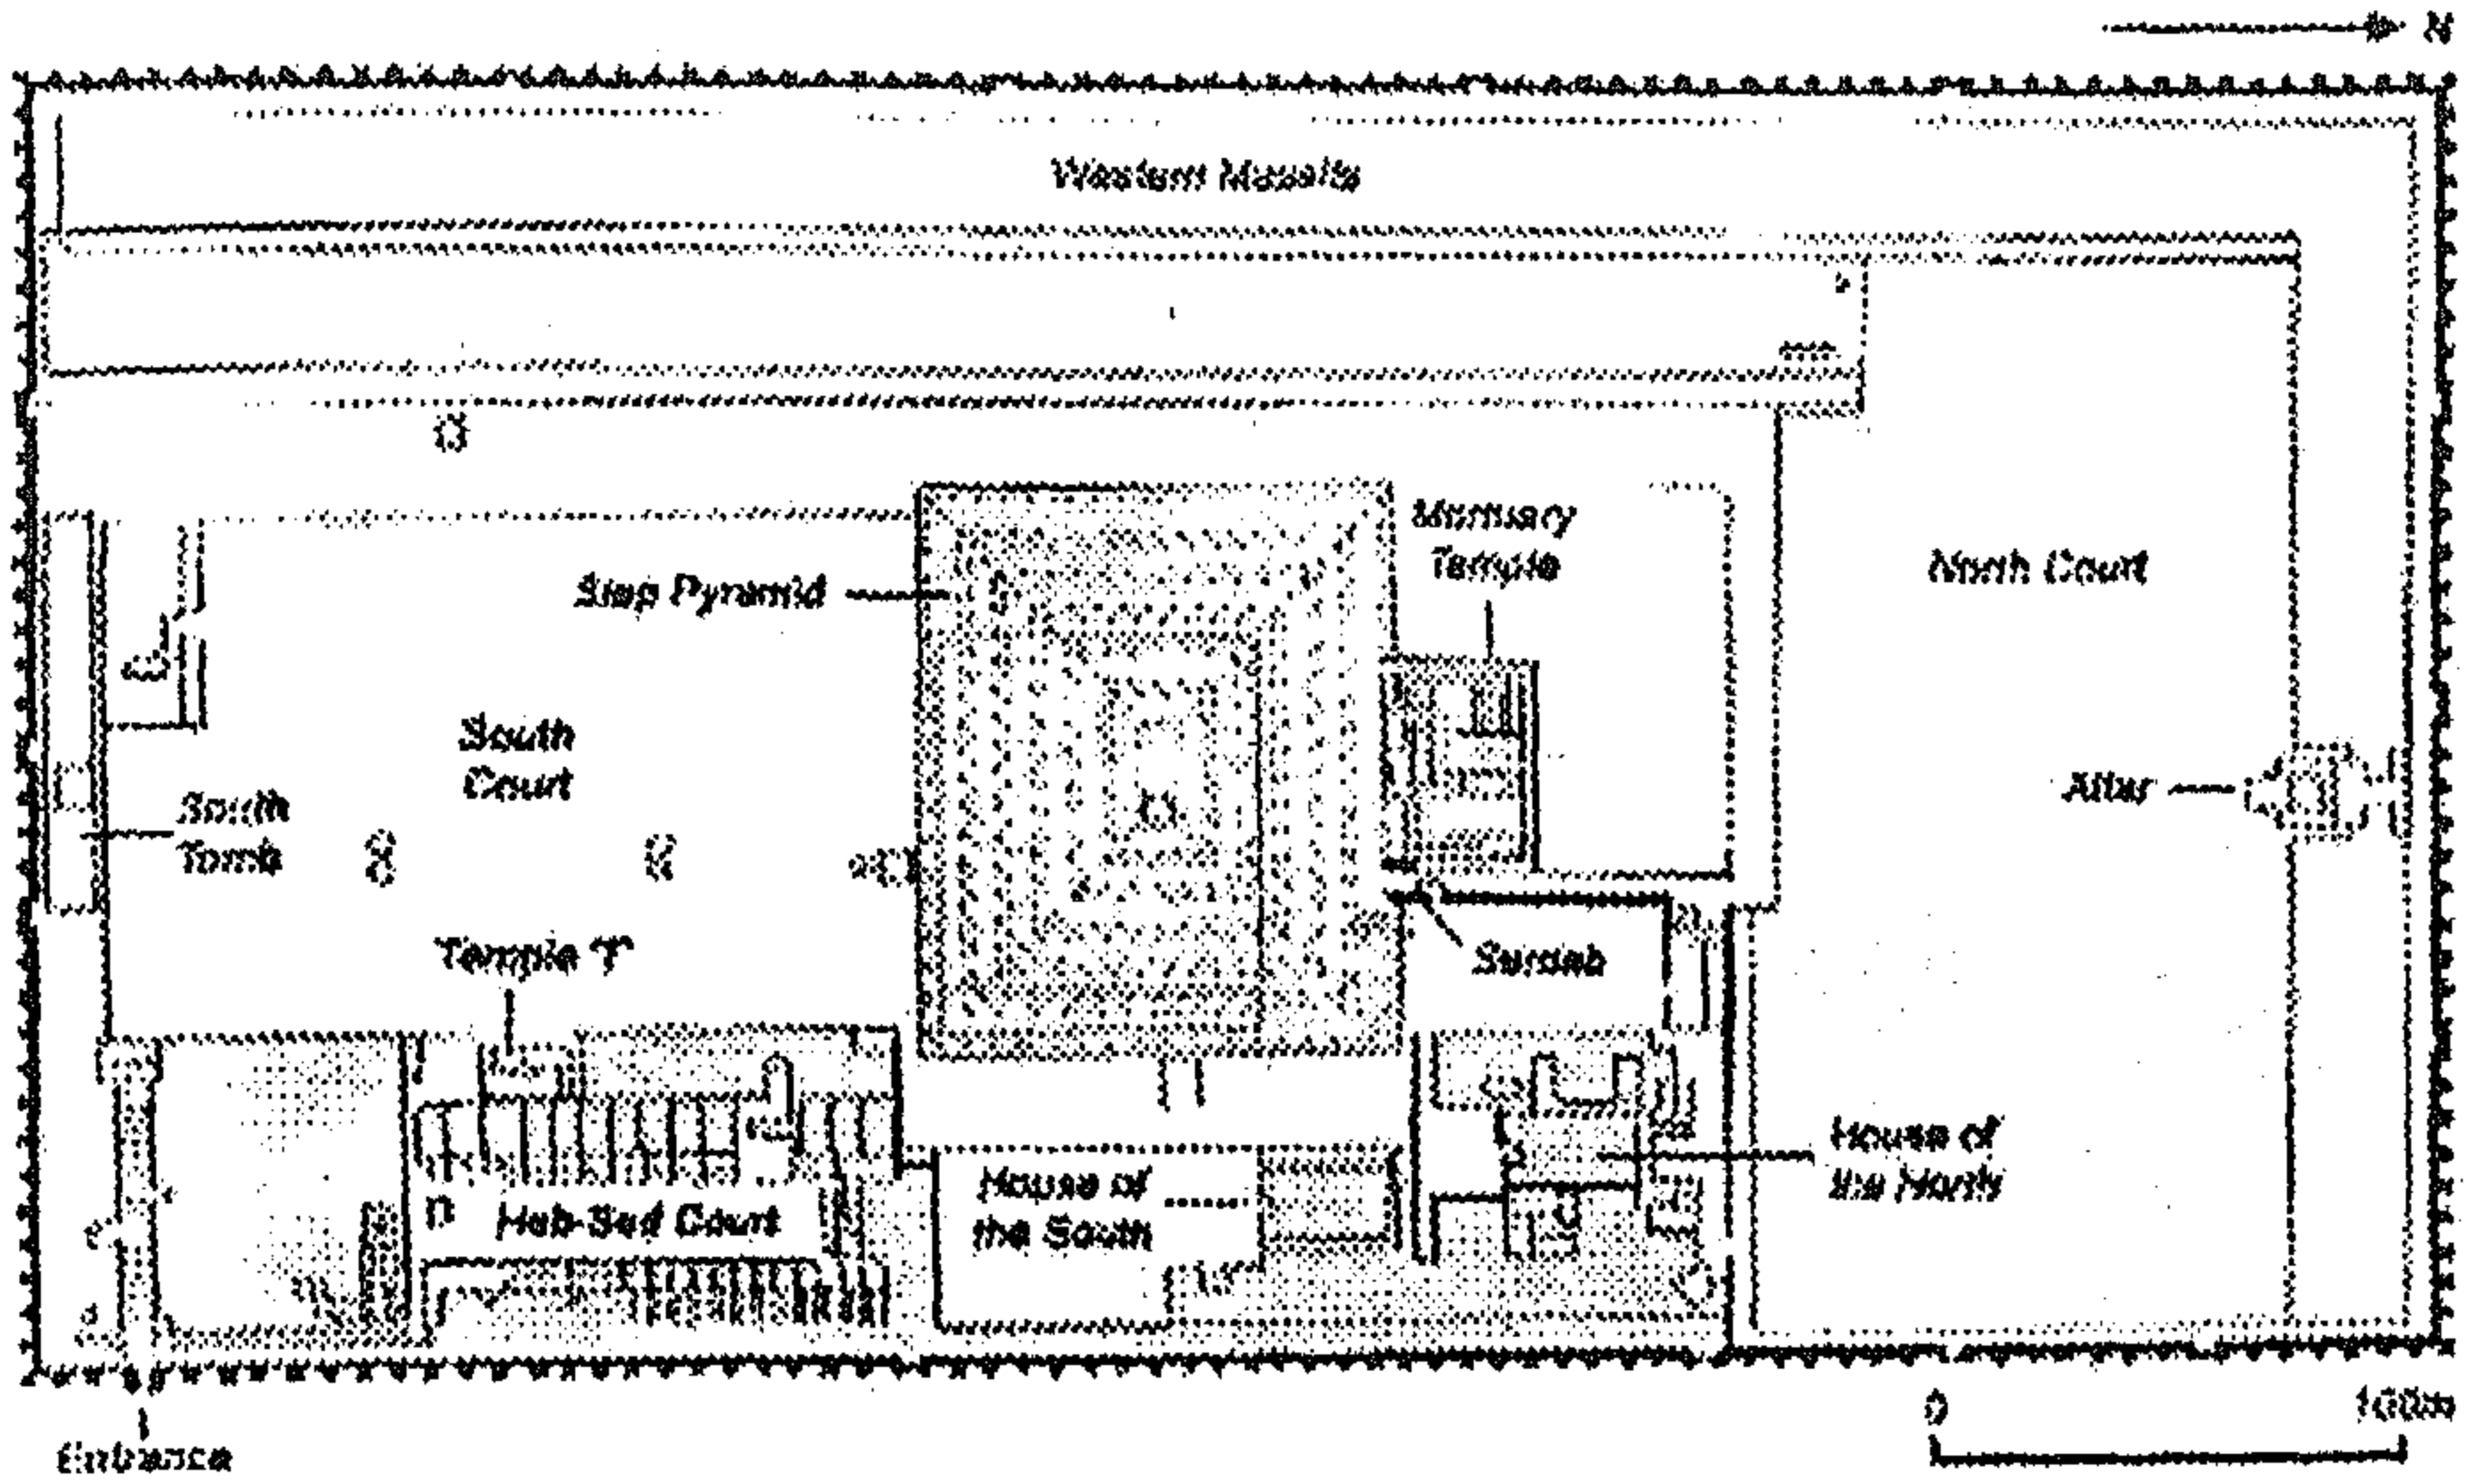 N
Western Massifs
Mortuary
Temple
North Court
Step Pyramid
South
Court
Altar
South
Tomb
Temple 'T'
Serdab
House of
the North
House of
the South
Heb-Sed Court
0
100m
Entrance